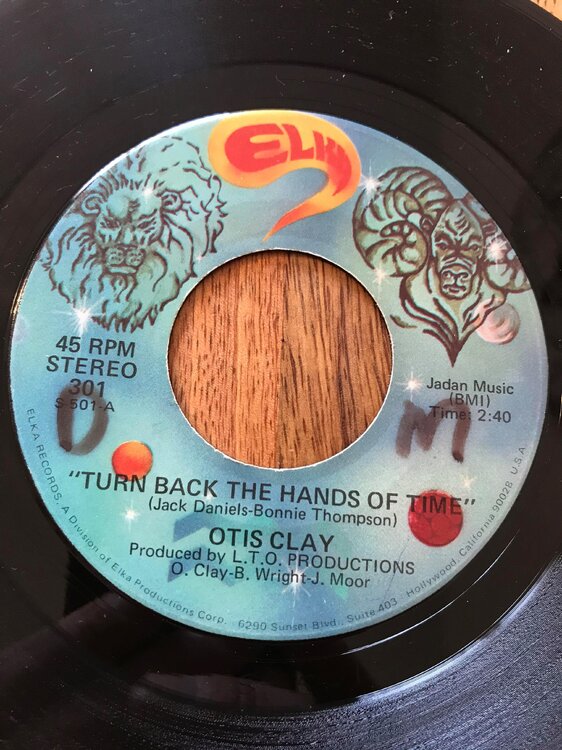 ELKA
45 RPM
STEREO
301
S 501-A
Jadan Music
(BMI)
Time: 2:40
D
M
"TURN BACK THE HANDS OF TIME"
(Jack Daniels-Bonnie Thompson)
OTIS CLAY
Produced by L.T.O. PRODUCTIONS
O. Clay-B. Wright-J. Moor
ELKA RECORDS, A Division of Elka Productions Corp. 6290 Sunset Blvd., Suite 403 Hollywood, California 90028 U.S.A